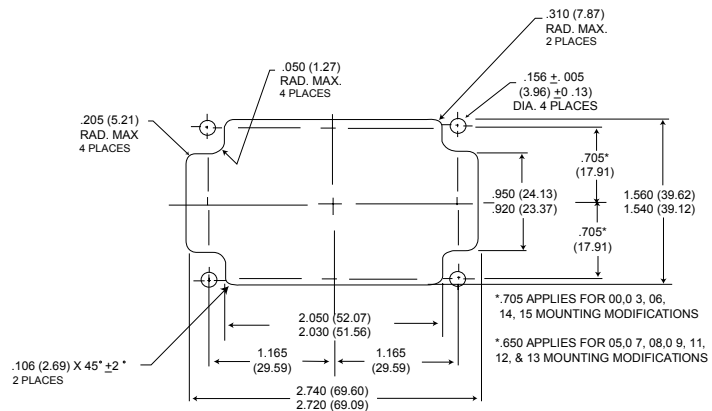 .310 (7.87)
RAD. MAX.
2 PLACES
.050 (1.27)
RAD. MAX.
4 PLACES
.156 +. 005
(3.96) +0 .13)
DIA. 4 PLACES
.205 (5.21)
RAD. MAX
4 PLACES
.705*
(17.91)
.950 (24.13)
.920 (23.37)
1.560 (39.62)
1.540 (39.12)
.705*
(17.91)
*.705 APPLIES FOR 00,0 3, 06,
14, 15 MOUNTING MODIFICATIONS
2.050 (52.07)
2.030 (51.56)
*.650 APPLIES FOR 05,0 7, 08,0 9, 11,
12, & 13 MOUNTING MODIFICATIONS
.106 (2.69) X 45° +2 °
2 PLACES
1.165
(29.59)
1.165
(29.59)
2.740 (69.60)
2.720 (69.09)